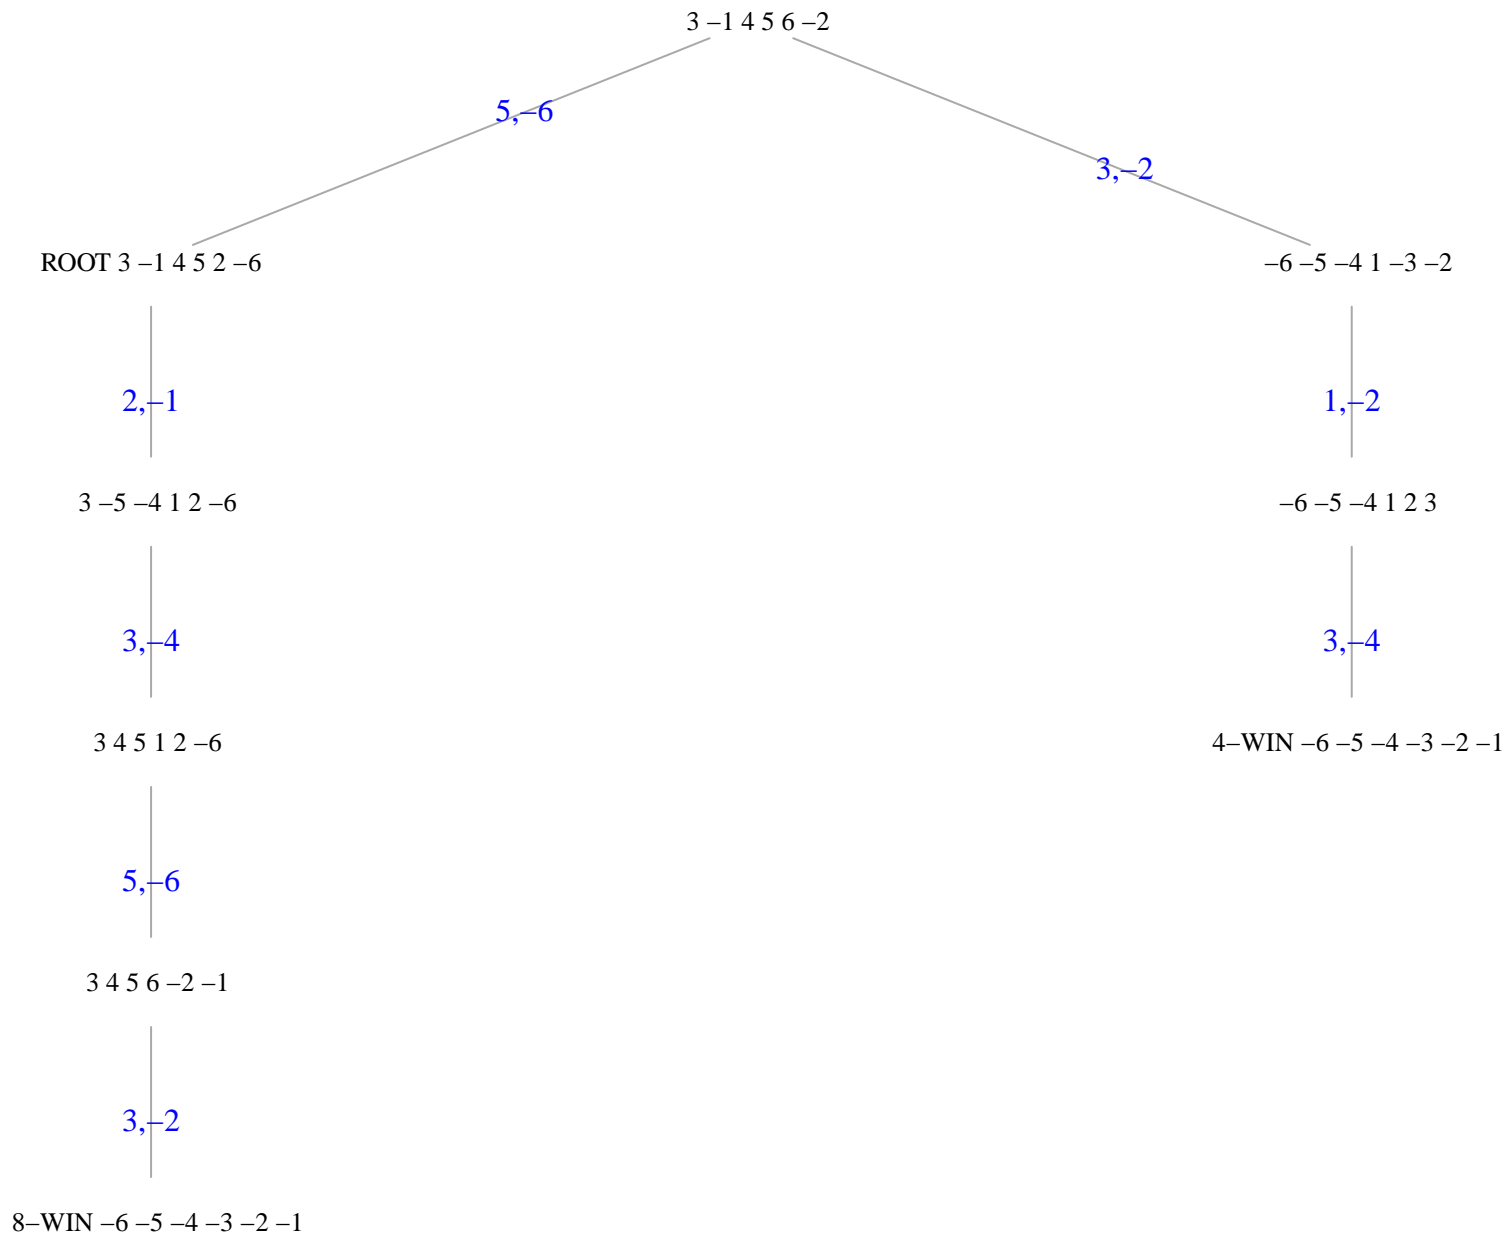 3 –1 4 5 6 –2
5,–6
3,–2
ROOT 3 –1 4 5 2 –6
–6 –5 –4 1 –3 –2
2,–1
1,–2
3 –5 –4 1 2 –6
–6 –5 –4 1 2 3
3,–4
3,–4
3 4 5 1 2 –6
4–WIN –6 –5 –4 –3 –2 –1
5,–6
3 4 5 6 –2 –1
3,–2
8–WIN –6 –5 –4 –3 –2 –1